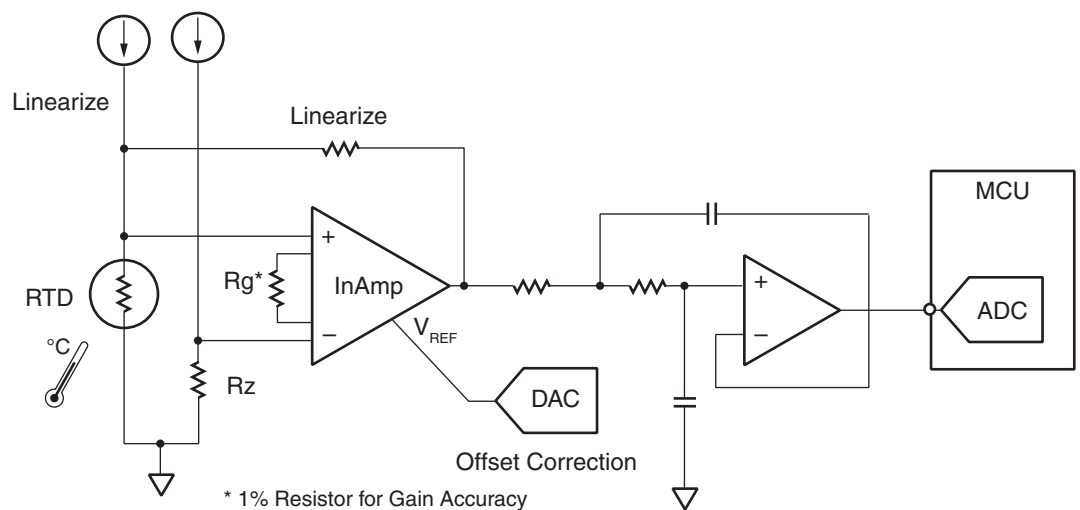 Linearize
Linearize
MCU
+
InAmp
Rg*
−
RTD
°C
Rz
V_REF
DAC
Offset Correction
+
−
ADC
* 1% Resistor for Gain Accuracy